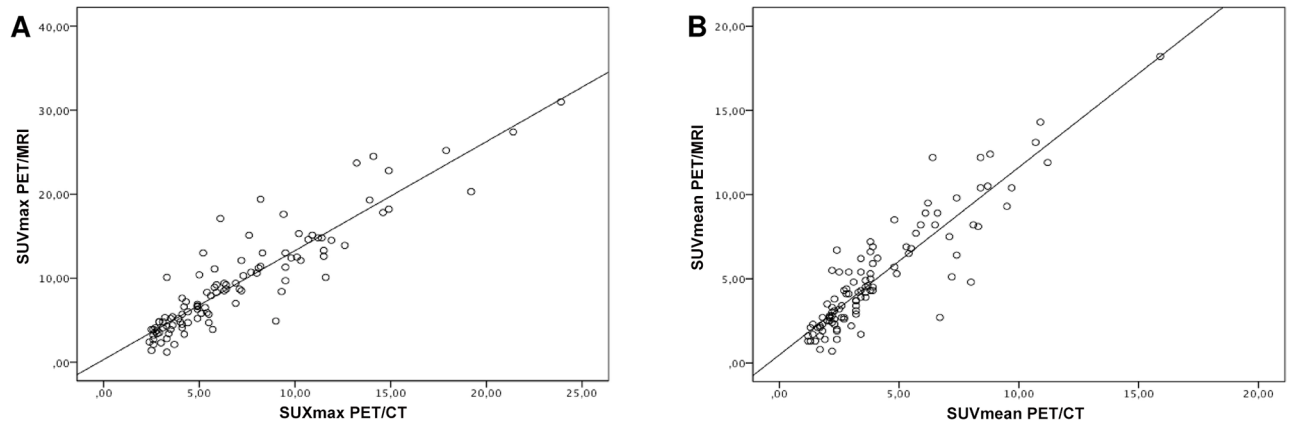 A
40,00
30,00
20,00
10,00
,00
SUVmax PET/MRI
,00 5,00 10,00 15,00 20,00 25,00
SUXmax PET/CT
B
20,00
15,00
10,00
5,00
,00
SUVmean PET/MRI
,00 5,00 10,00 15,00 20,00
SUVmean PET/CT